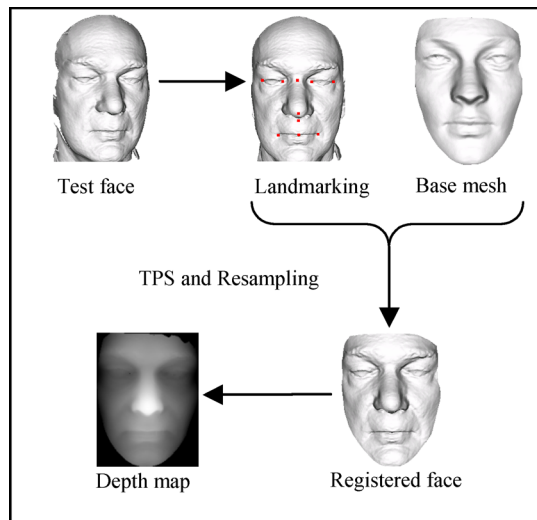 Test face
Landmarking
Base mesh
TPS and Resampling
Depth map
Registered face